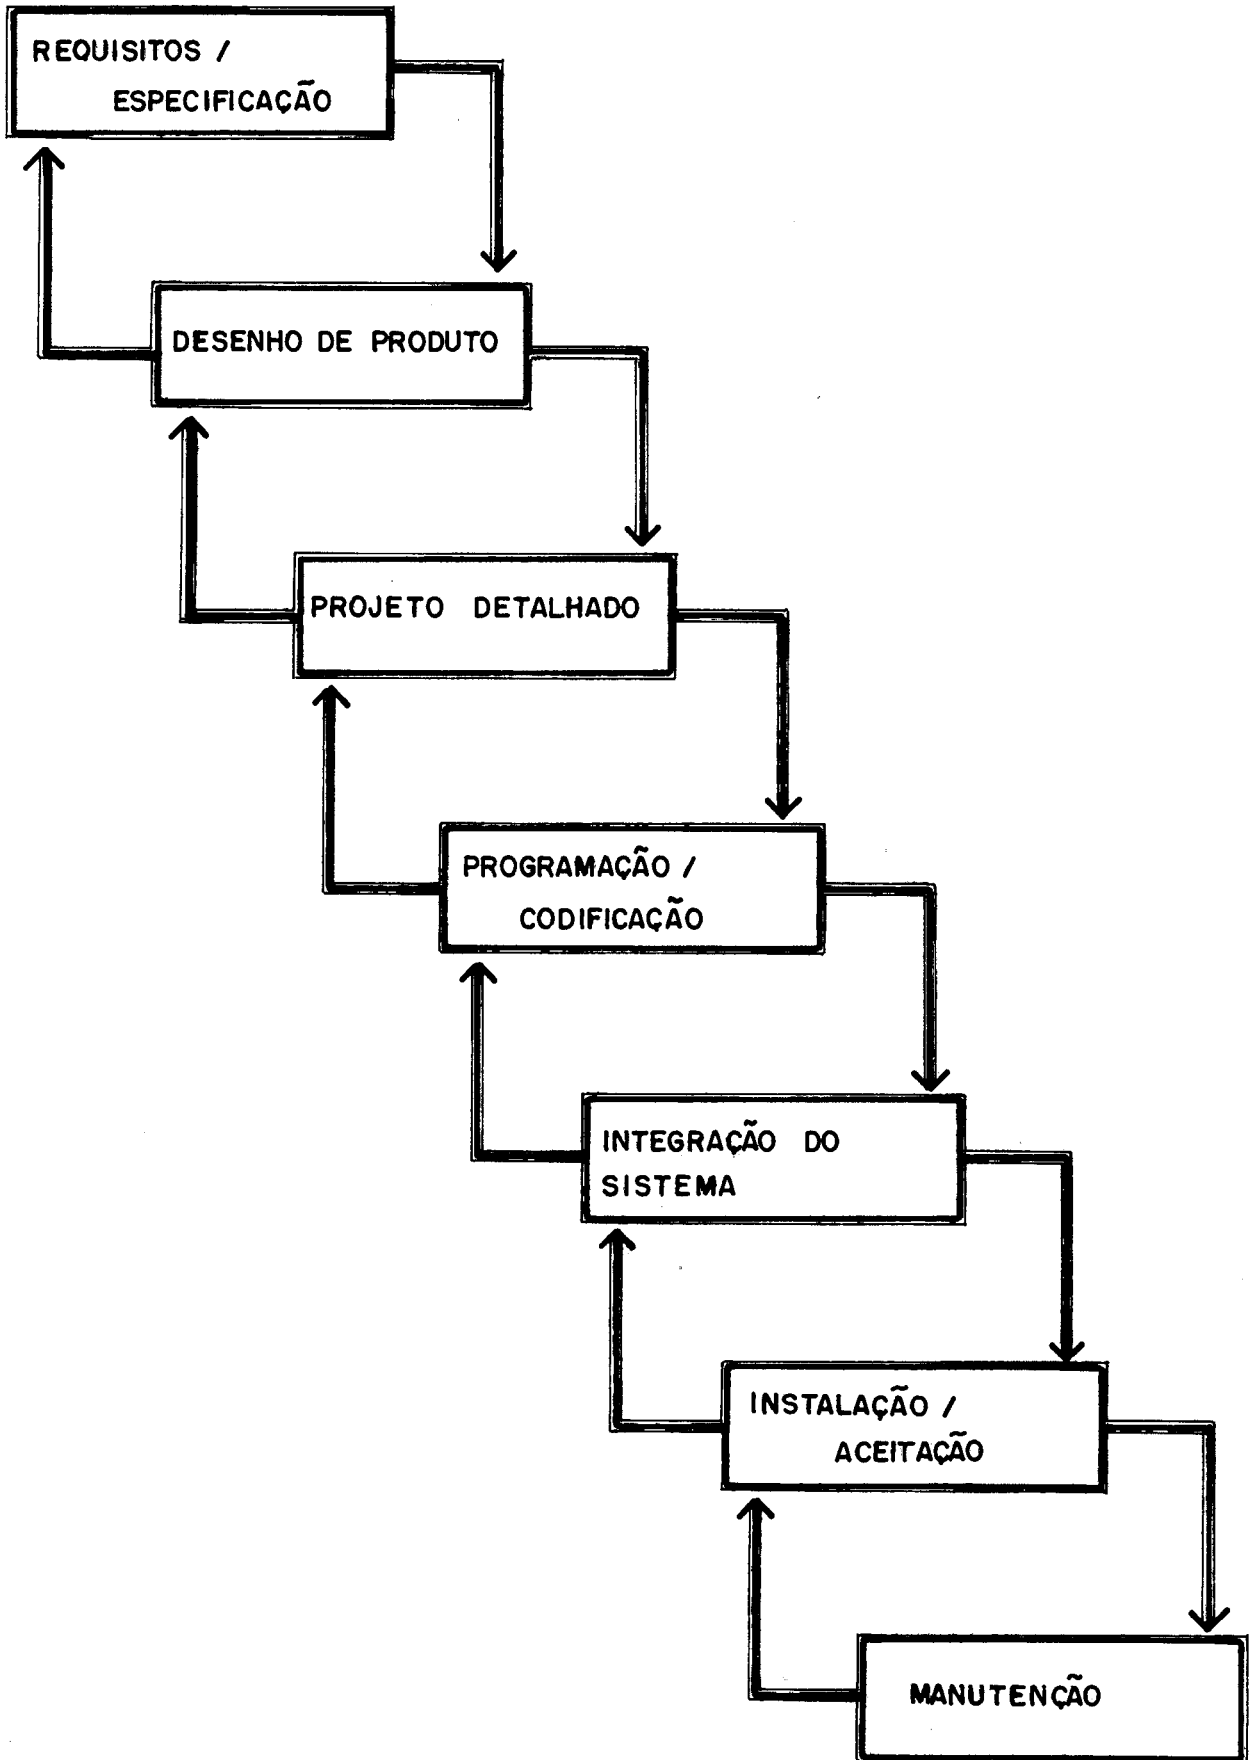 REQUISITOS /
ESPECIFICAÇÃO
DESENHO DE PRODUTO
PROJETO DETALHADO
PROGRAMAÇÃO /
CODIFICAÇÃO
INTEGRAÇÃO DO
SISTEMA
INSTALAÇÃO /
ACEITAÇÃO
MANUTENÇÃO